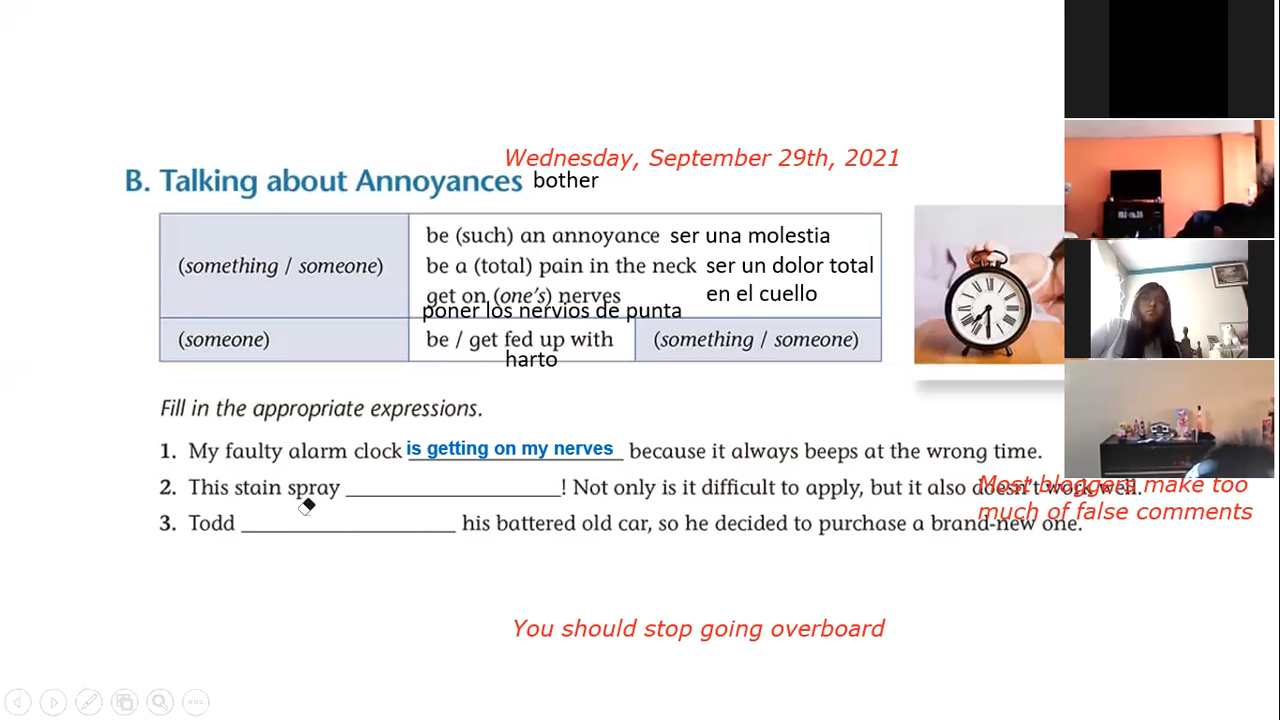 Wednesday, September 29th, 2021
B. Talking about Annoyances bother
(something / someone)
be (such) an annoyance ser una molestia
be a (total) pain in the neck ser un dolor total
get on (one's) nerves en el cuello
poner los nervios de punta
(someone) be / get fed up with (something / someone)
harto
Fill in the appropriate expressions.
1. My faulty alarm clock is getting on my nerves because it always beeps at the wrong time.
2. This stain spray ____________________! Not only is it difficult to apply, but it also doesn't work well.
Most bloggers make too
much of false comments
3. Todd ____________________ his battered old car, so he decided to purchase a brand-new one.
You should stop going overboard